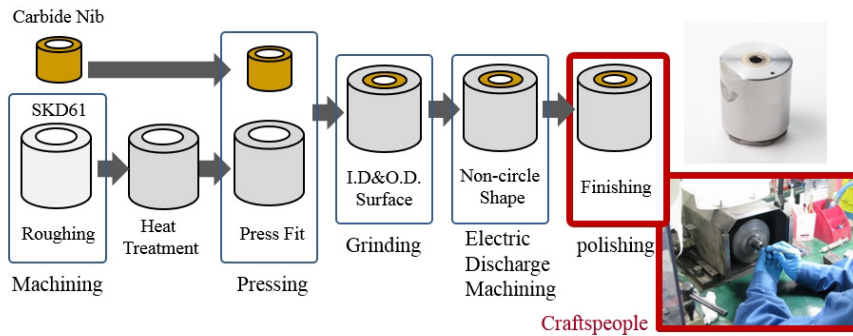 Carbide Nib
SKD61
Roughing
Machining
Heat
Treatment
Press Fit
Pressing
I.D&O.D.
Surface
Grinding
Non-circle
Shape
Electric
Discharge
Machining
Finishing
polishing
Craftspeople